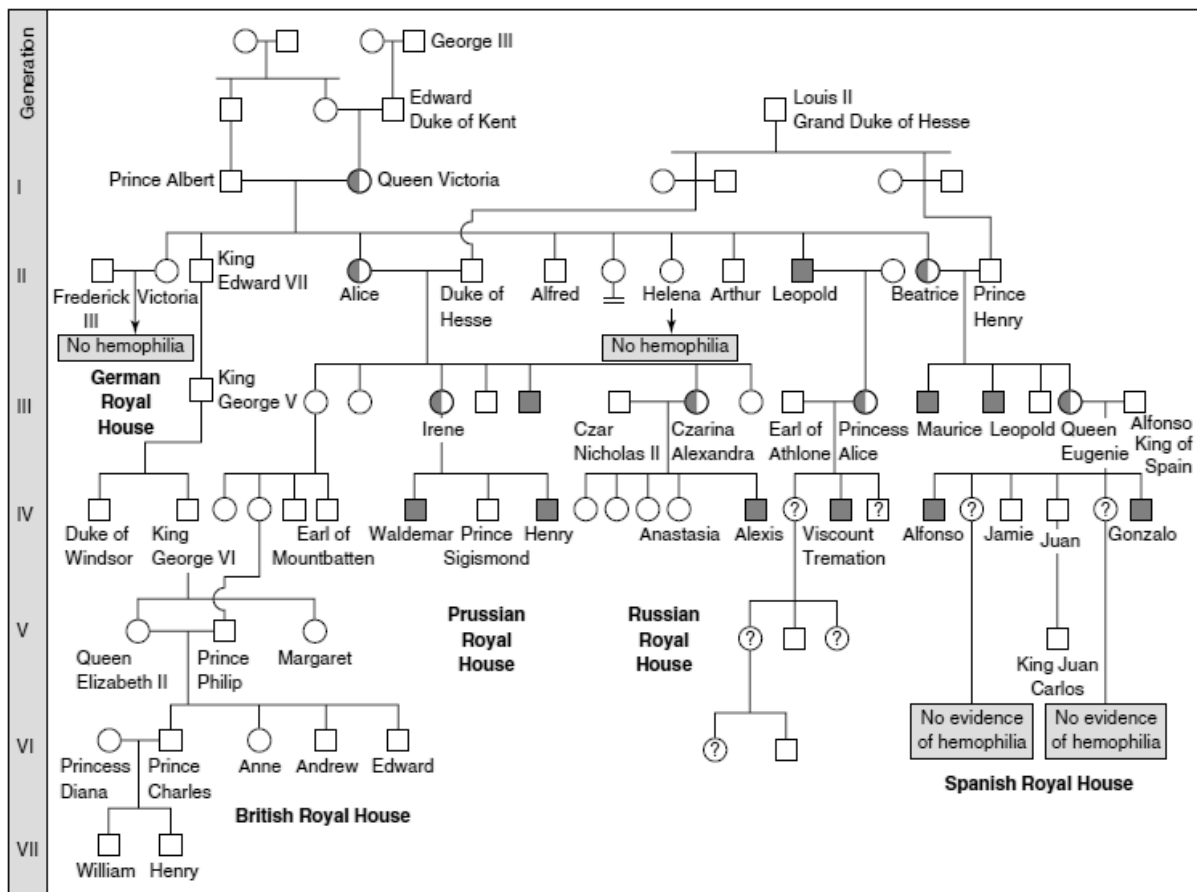 Generation
George III
Edward
Duke of Kent
Louis II
Grand Duke of Hesse
I
Prince Albert
Queen Victoria
II
Frederick
III
Victoria
King
Edward VII
Alice
Duke of
Hesse
Alfred
Helena
Arthur
Leopold
Beatrice
Prince
Henry
No hemophilia
No hemophilia
German
Royal
House
III
King
George V
Irene
Czar
Nicholas II
Czarina
Alexandra
Earl of
Athlone
Princess
Alice
Maurice
Leopold
Queen
Eugenie
Alfonso
King of
Spain
IV
?
?
?
?
Duke of
Windsor
King
George VI
Earl of
Mountbatten
Waldemar
Prince
Sigismond
Henry
Anastasia
Alexis
Viscount
Tremation
Alfonso
Jamie
Juan
Gonzalo
V
Queen
Elizabeth II
Prince
Philip
Margaret
Prussian
Royal
House
Russian
Royal
House
?
?
King Juan
Carlos
VI
Princess
Diana
Prince
Charles
Anne
Andrew
Edward
?
No evidence
of hemophilia
No evidence
of hemophilia
British Royal House
Spanish Royal House
VII
William
Henry